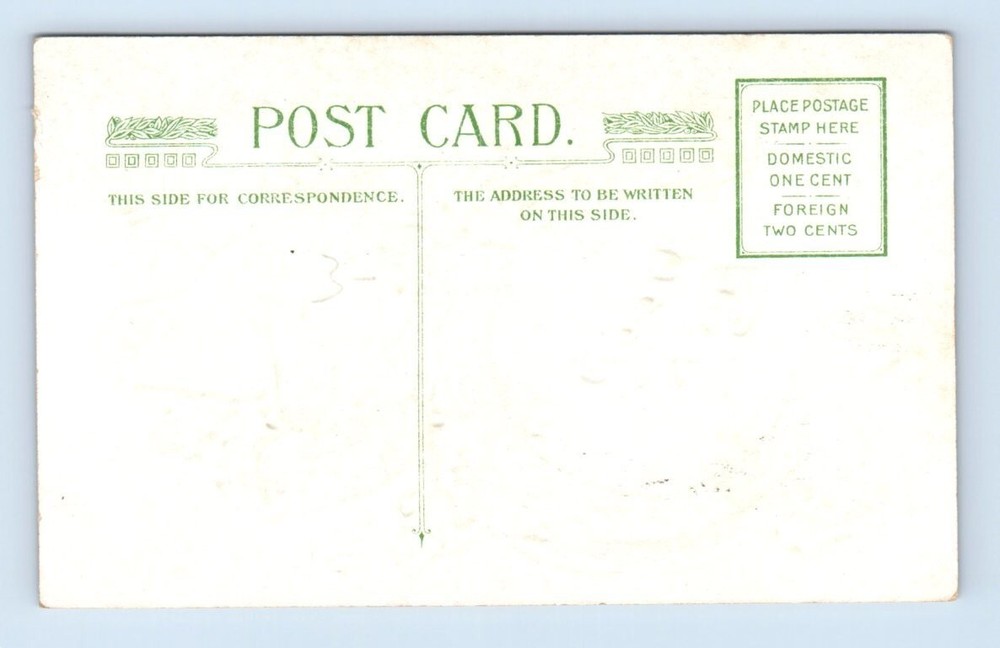 POST CARD.
THIS SIDE FOR CORRESPONDENCE.
THE ADDRESS TO BE WRITTEN
ON THIS SIDE.
PLACE POSTAGE
STAMP HERE
DOMESTIC
ONE CENT
FOREIGN
TWO CENTS
3-